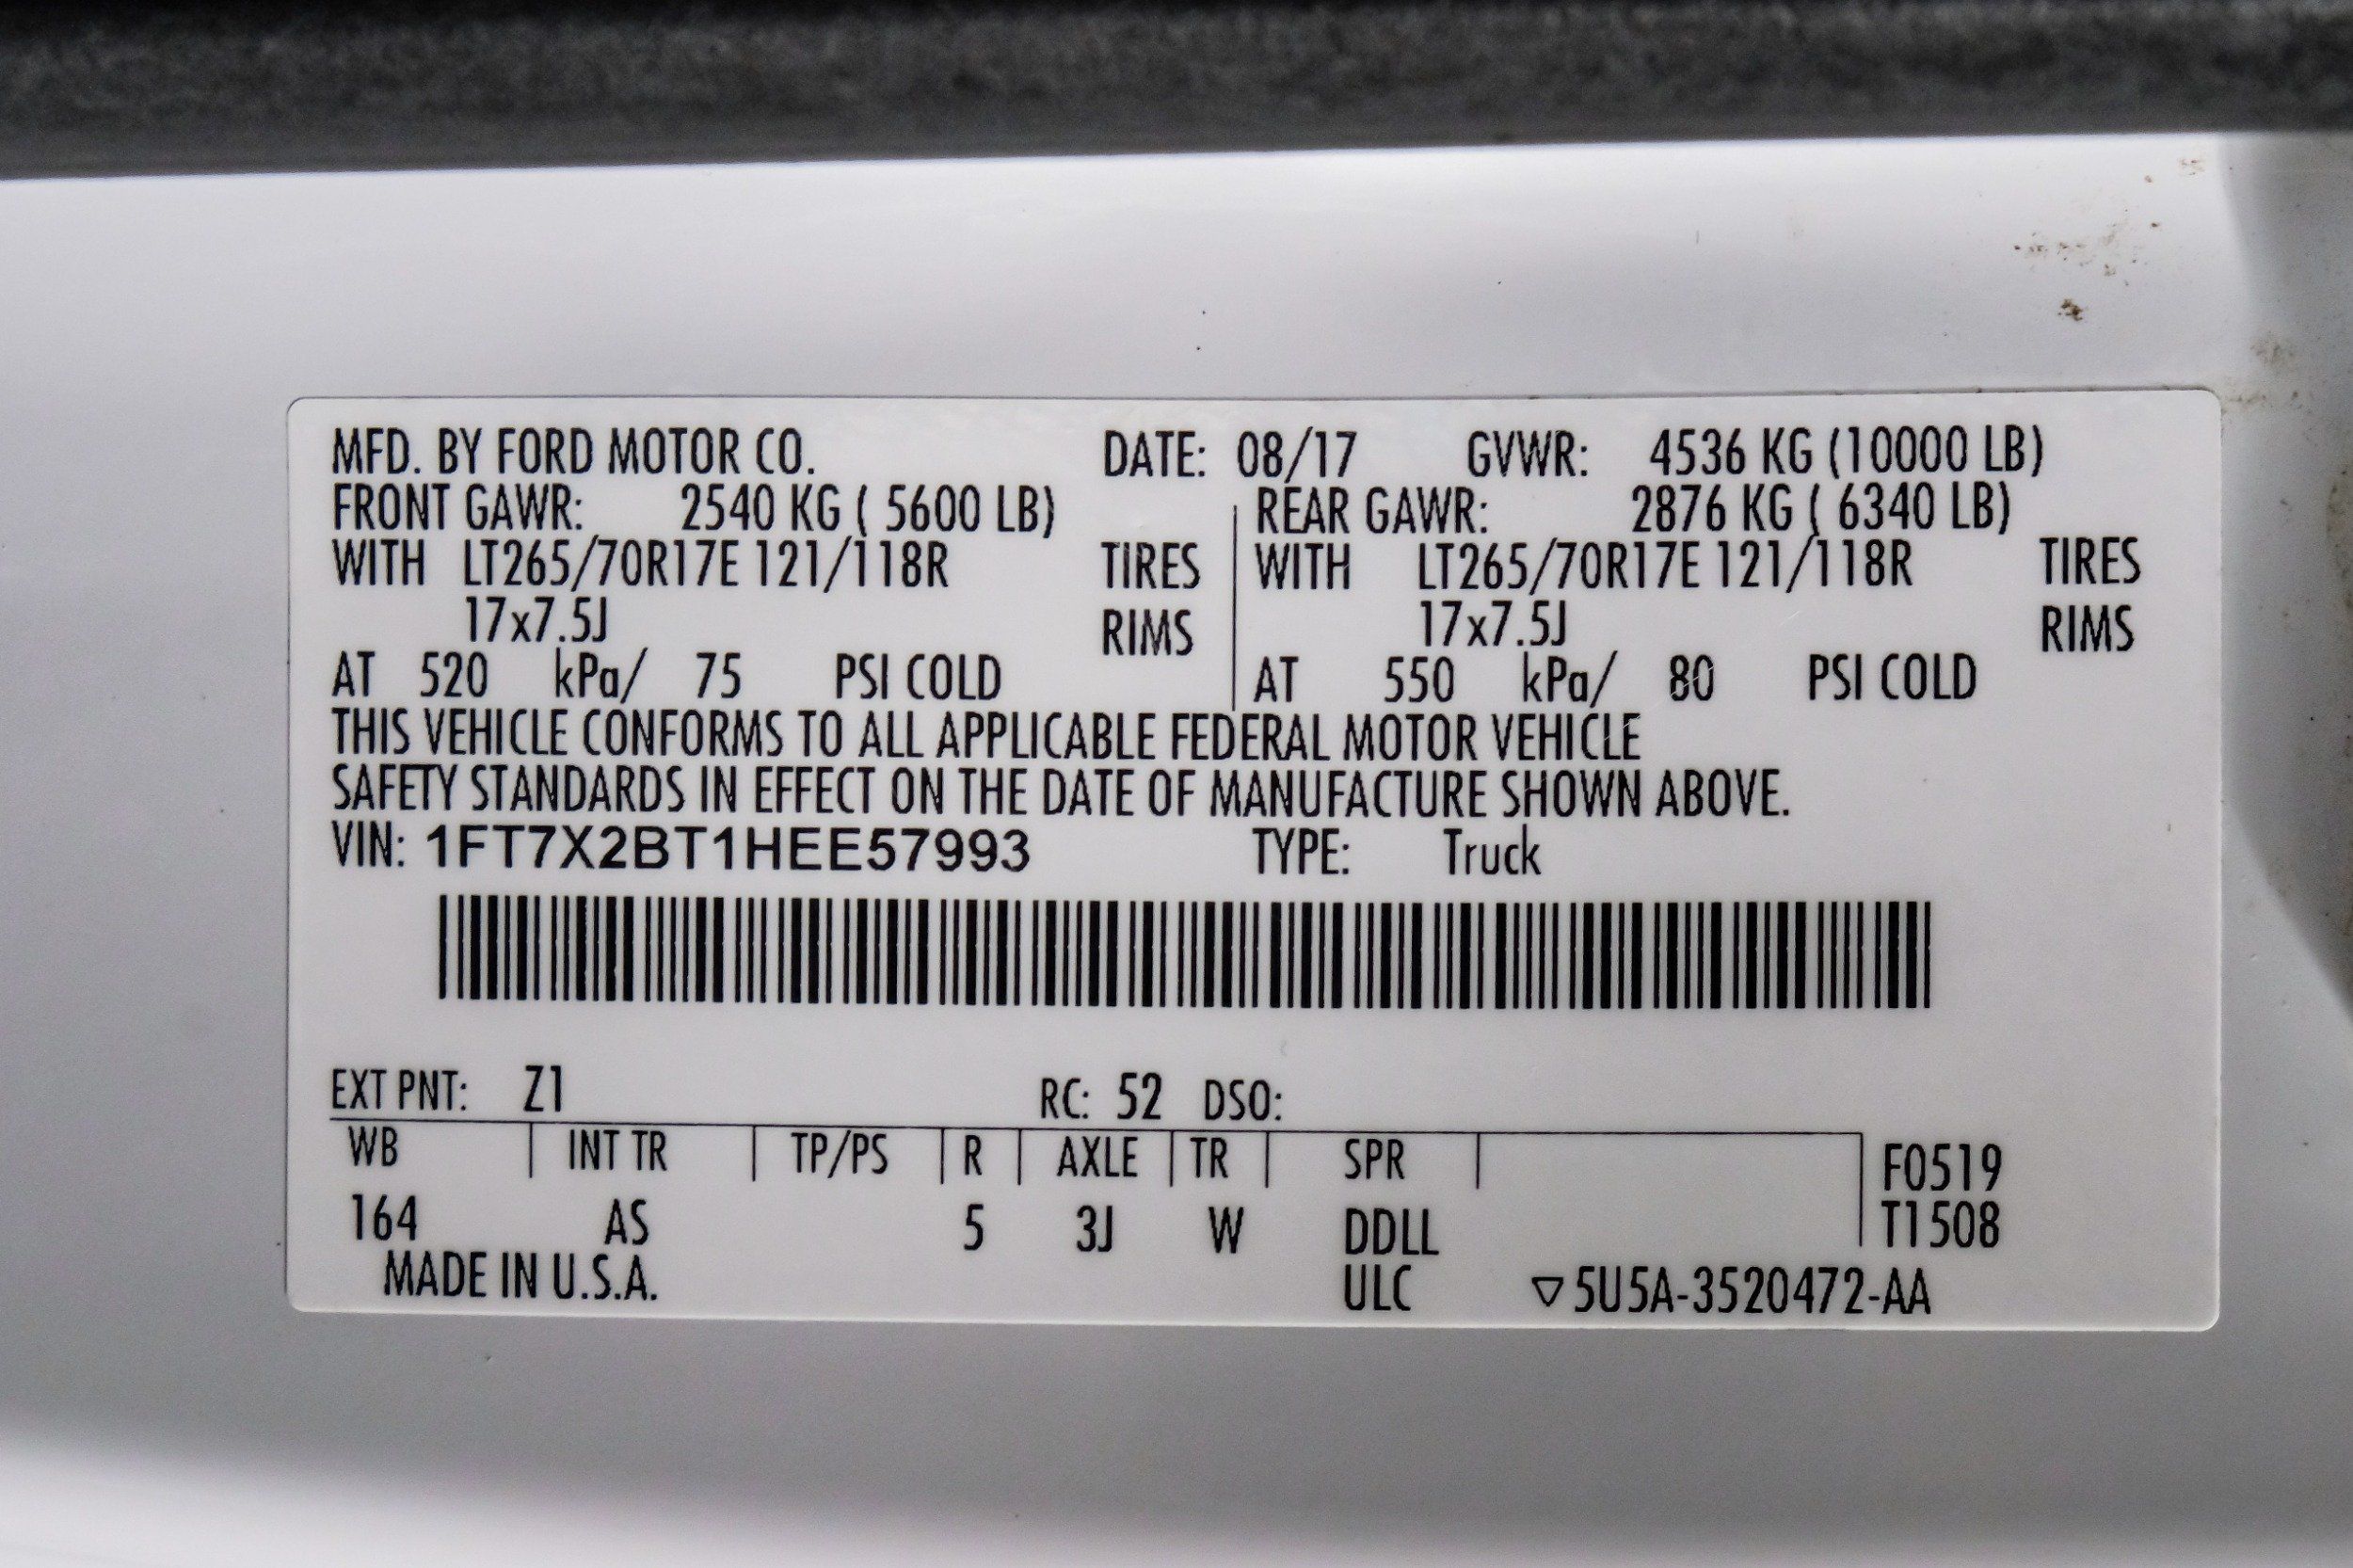 MFD. BY FORD MOTOR CO. DATE: 08/17 GVWR: 4536 KG (10000 LB)
FRONT GAWR: 2540 KG ( 5600 LB) REAR GAWR: 2876 KG ( 6340 LB)
WITH LT265/70R17E 121/118R TIRES WITH LT265/70R17E 121/118R TIRES
17x7.5J RIMS 17x7.5J RIMS
AT 520 kPa/ 75 PSI COLD AT 550 kPa/ 80 PSI COLD
THIS VEHICLE CONFORMS TO ALL APPLICABLE FEDERAL MOTOR VEHICLE
SAFETY STANDARDS IN EFFECT ON THE DATE OF MANUFACTURE SHOWN ABOVE.
VIN: 1FT7X2BT1HEE57993 TYPE: Truck
EXT PNT: Z1 RC: 52 DSO:
WB INT TR TP/PS R AXLE TR SPR F0519
164 AS 5 3J W DDLL T1508
MADE IN U.S.A. ULC ▽5U5A-3520472-AA